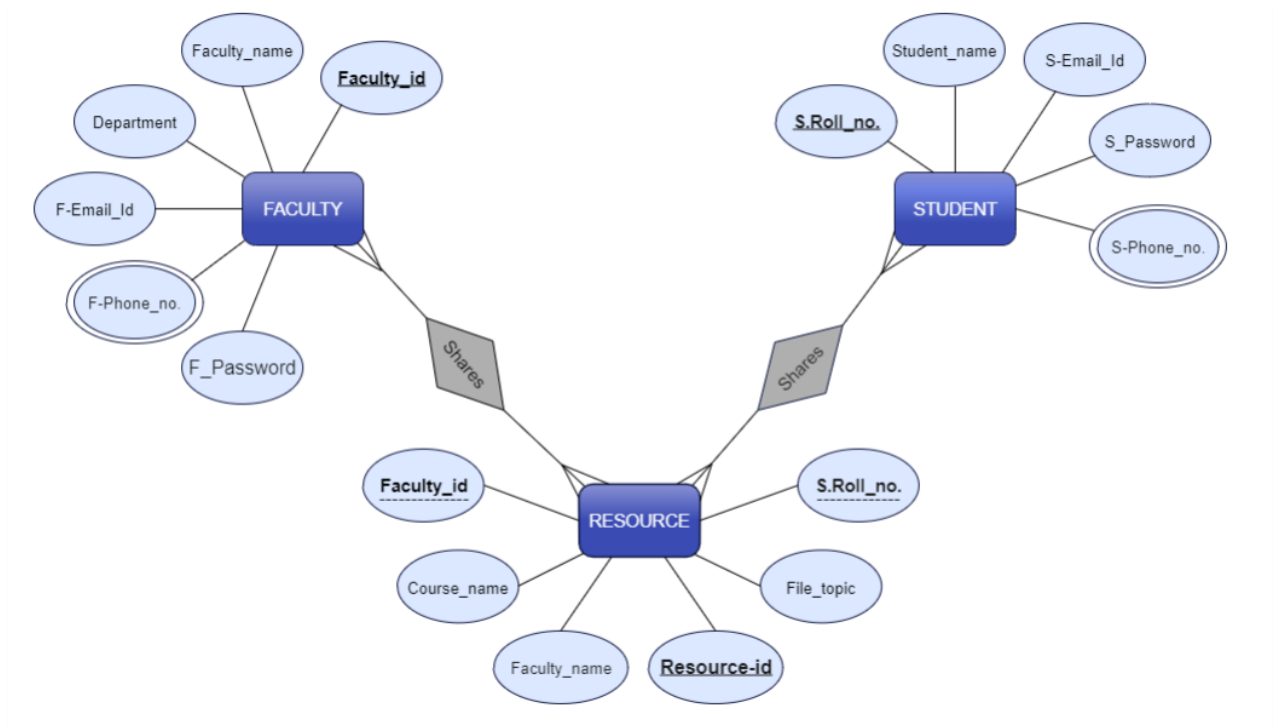 Faculty_name
Faculty_id
Department
F-Email_Id
FACULTY
F-Phone_no.
F_Password
Student_name
S-Email_Id
S.Roll_no.
S_Password
STUDENT
S-Phone_no.
Shares
Shares
Faculty_id
S.Roll_no.
RESOURCE
Course_name
File_topic
Faculty_name
Resource-id